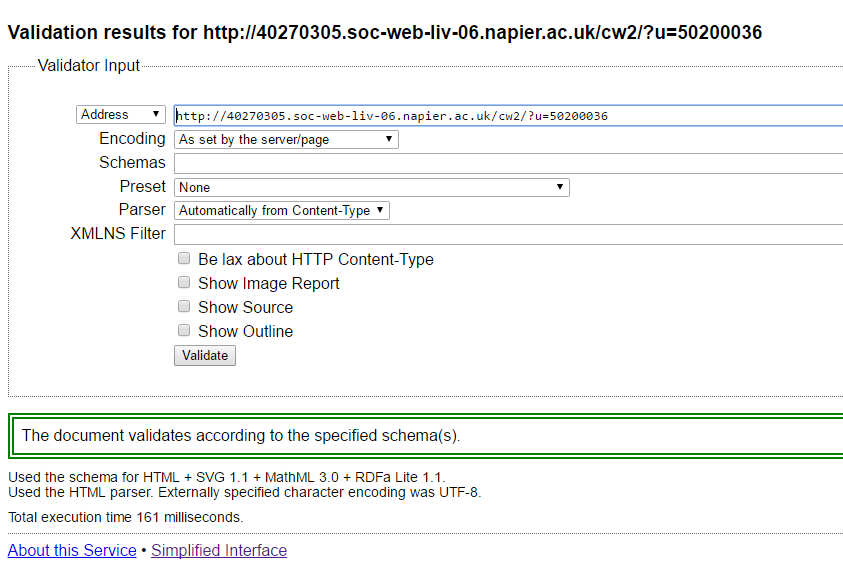 Validation results for http://40270305.soc-web-liv-06.napier.ac.uk/cw2/?u=50200036
Validator Input
Address http://40270305.soc-web-liv-06.napier.ac.uk/cw2/?u=50200036
Encoding As set by the server/page
Schemas
Preset None
Parser Automatically from Content-Type
XMLNS Filter
Be lax about HTTP Content-Type
Show Image Report
Show Source
Show Outline
Validate
The document validates according to the specified schema(s).
Used the schema for HTML + SVG 1.1 + MathML 3.0 + RDFa Lite 1.1.
Used the HTML parser. Externally specified character encoding was UTF-8.
Total execution time 161 milliseconds.
About this Service • Simplified Interface